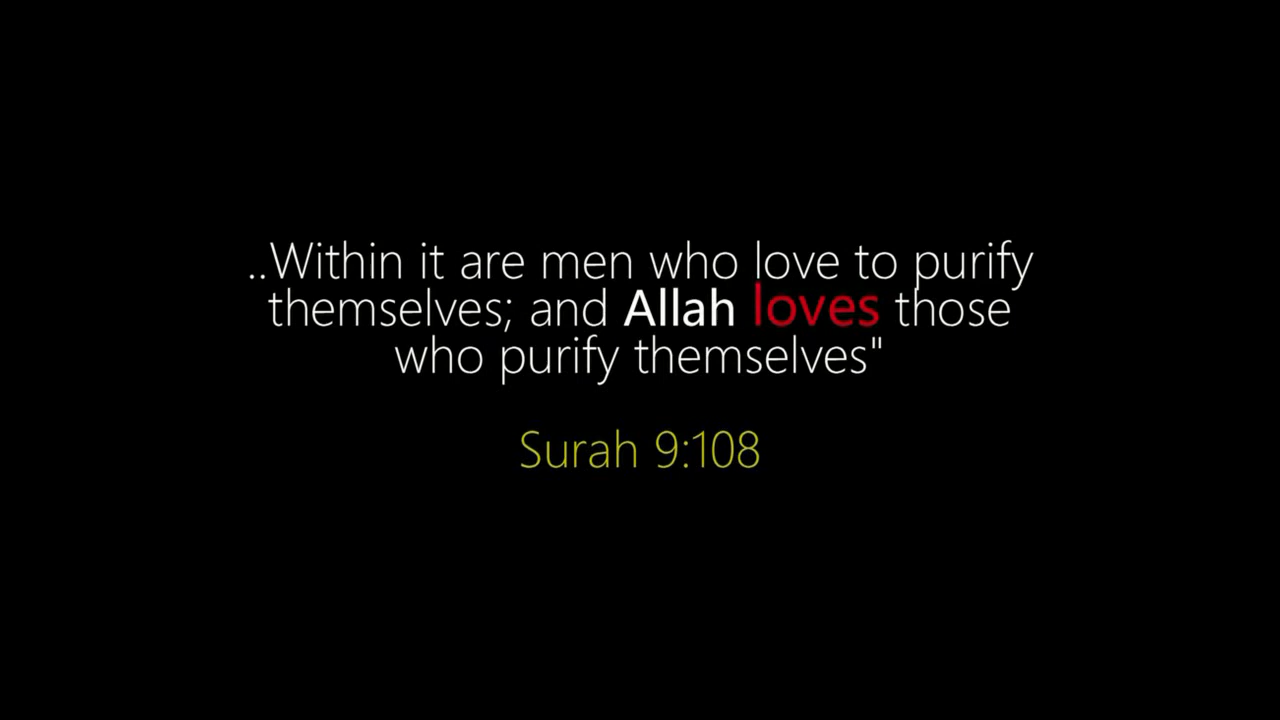 ..Within it are men who love to purify
themselves; and Allah loves those
who purify themselves"
Surah 9:108